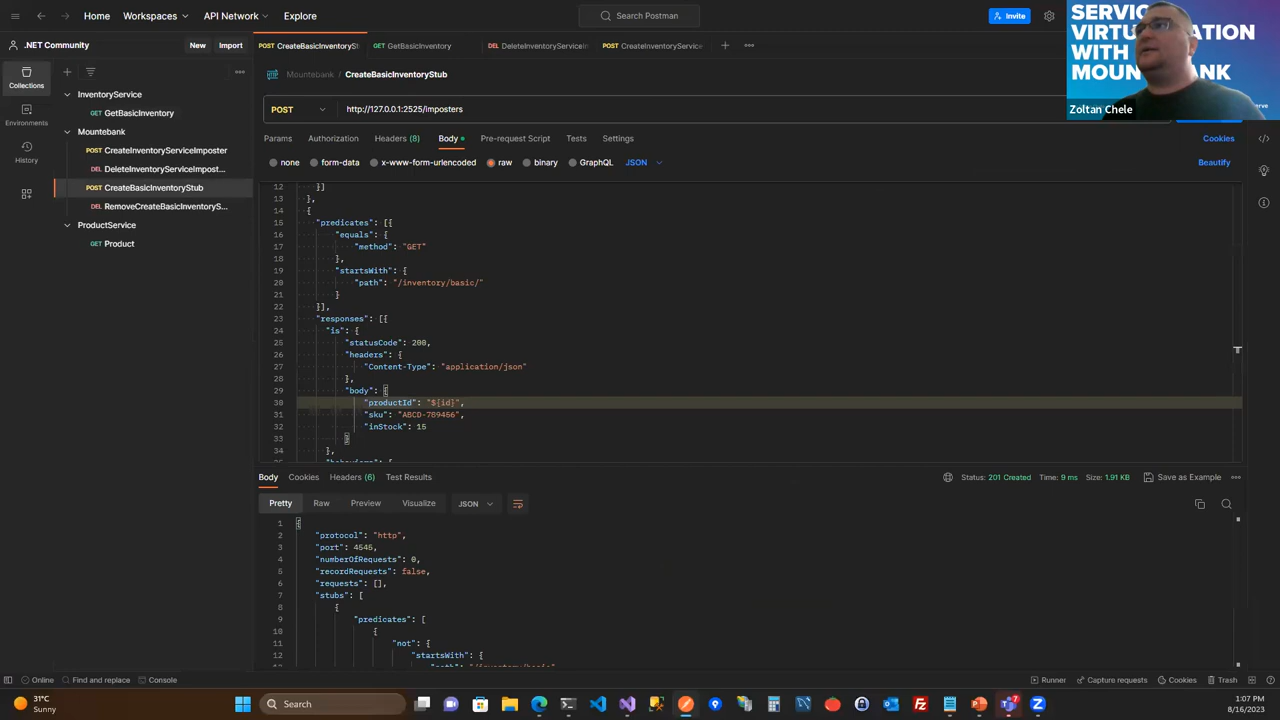 Home
Workspaces
API Network
Explore
Search Postman
Invite
SERVIC
VIRTU ATION
WITH
MOUN BANK
Zoltan Chele
.NET Community
New
Import
POST CreateBasicInventorySt
GET GetBasicInventory
DELETE DeleteInventoryServiceIm
POST CreateInventoryServic
Collections
Environments
History
InventoryService
GET GetBasicInventory
Mountebank
POST CreateInventoryServiceImposter
DEL DeleteInventoryServiceImpost...
POST CreateBasicInventoryStub
POST RemoveCreateBasicInventoryS...
ProductService
GET Product
HTTP Mountebank / CreateBasicInventoryStub
POST http://127.0.0.1:2525/imposters
Params
Authorization
Headers (8)
Body
Pre-request Script
Tests
Settings
Cookies
none
form-data
x-www-form-urlencoded
raw
binary
GraphQL
JSON
Beautify
12 }]
13 },
14 {
15 "predicates": [{
16 "equals": {
17 "method": "GET"
18 },
19 "startsWith": {
20 "path": "/inventory/basic/"
21 }
22 }],
23 "responses": [{
24 "is": {
25 "statusCode": 200,
26 "headers": {
27 "Content-Type": "application/json"
28 },
29 "body": {
30 "productId": "${id}",
31 "sku": "ABCD-789456",
32 "inStock": 15
33 }
34 },
Body
Cookies
Headers (6)
Test Results
Status: 201 Created Time: 9 ms Size: 1.91 KB
Save as Example
Pretty
Raw
Preview
Visualize
JSON
1 {
2 "protocol": "http",
3 "port": 4545,
4 "numberOfRequests": 0,
5 "recordRequests": false,
6 "requests": [],
7 "stubs": [
8 {
9 "predicates": [
10 {
11 "not": {
12 "startsWith": {
Online
Find and replace
Console
Runner
Capture requests
Cookies
Trash
31°C
Sunny
Search
1:07 PM
8/16/2023